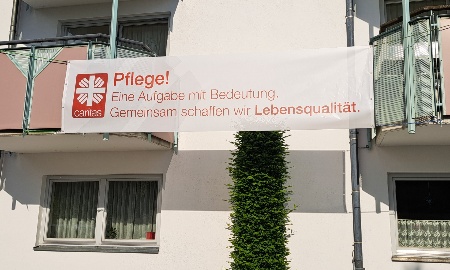 Pflege!
Eine Aufgabe mit Bedeutung.
Gemeinsam schaffen wir Lebensqualität.
caritas